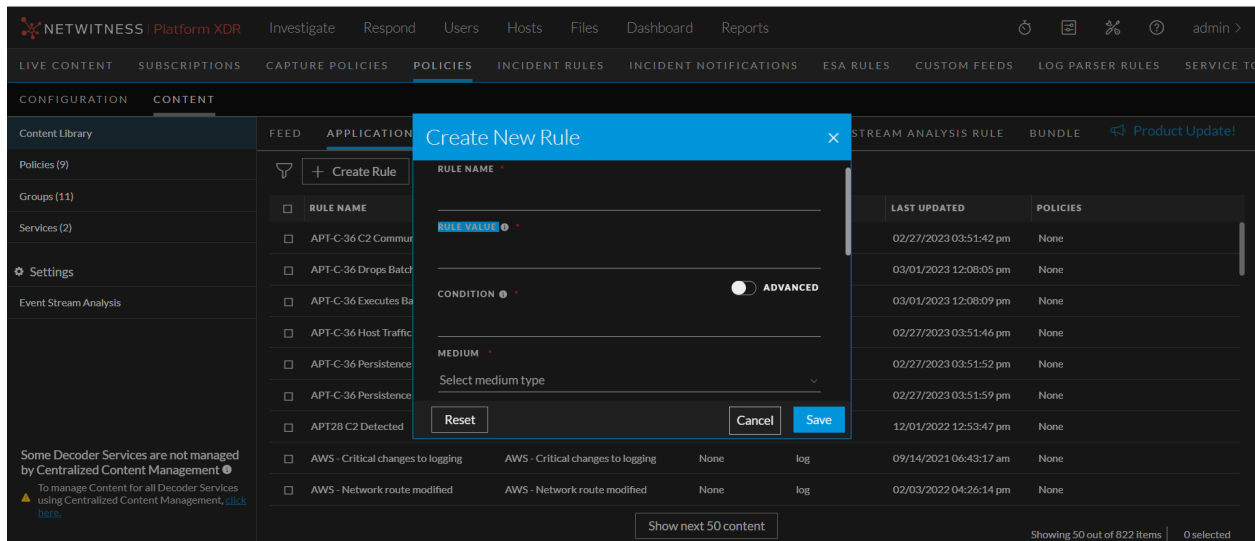 NETWITNESS | Platform XDR Investigate Respond Users Hosts Files Dashboard Reports admin >
LIVE CONTENT SUBSCRIPTIONS CAPTURE POLICIES POLICIES INCIDENT RULES INCIDENT NOTIFICATIONS ESA RULES CUSTOM FEEDS LOG PARSER RULES SERVICE TO
CONFIGURATION CONTENT
Content Library
Policies (9)
Groups (11)
Services (2)
Settings
Event Stream Analysis
Some Decoder Services are not managed
by Centralized Content Management
To manage Content for all Decoder Services
using Centralized Content Management, click
here.
FEED APPLICATION STREAM ANALYSIS RULE BUNDLE Product Update!
+ Create Rule
RULE NAME LAST UPDATED POLICIES
APT-C-36 C2 Commun 02/27/2023 03:51:42 pm None
APT-C-36 Drops Batch 03/01/2023 12:08:05 pm None
APT-C-36 Executes Ba 03/01/2023 12:08:09 pm None
APT-C-36 Host Traffic 02/27/2023 03:51:46 pm None
APT-C-36 Persistence 02/27/2023 03:51:52 pm None
APT-C-36 Persistence 02/27/2023 03:51:59 pm None
APT28 C2 Detected 12/01/2022 12:53:47 pm None
AWS - Critical changes to logging AWS - Critical changes to logging None log 09/14/2021 06:43:17 am None
AWS - Network route modified AWS - Network route modified None log 02/03/2022 04:26:14 pm None
Show next 50 content
Showing 50 out of 822 items | 0 selected
Create New Rule ×
RULE NAME *
RULE VALUE *
CONDITION * ADVANCED
MEDIUM *
Select medium type
Reset Cancel Save